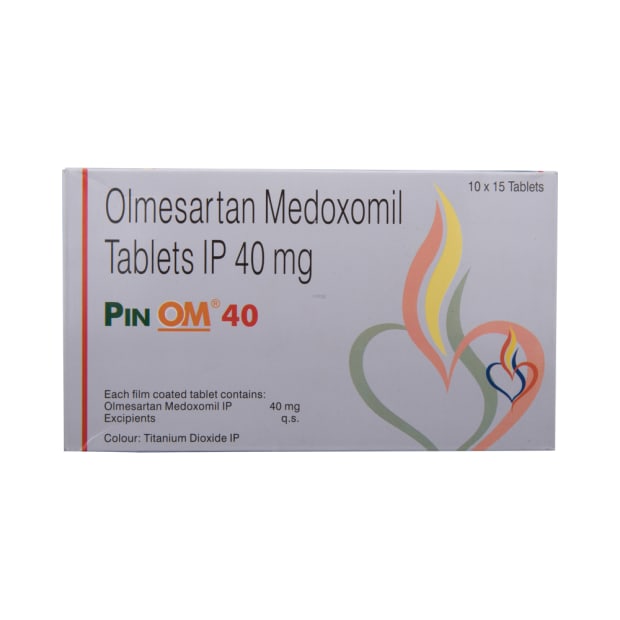 10 x 15 Tablets
Olmesartan Medoxomil
Tablets IP 40 mg
PIN OM® 40
Each film coated tablet contains:
Olmesartan Medoxomil IP 40 mg
Excipients q.s.
Colour: Titanium Dioxide IP